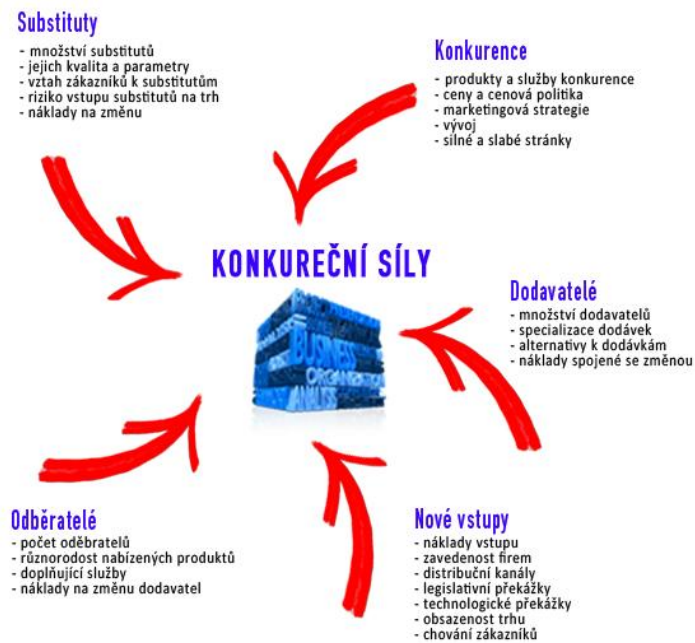 Substituty
- množství substitutů
- jejich kvalita a parametry
- vztah zákazníků k substitutům
- riziko vstupu substitutů na trh
- náklady na změnu
Konkurence
- produkty a služby konkurence
- ceny a cenová politika
- marketingová strategie
- vývoj
- silné a slabé stránky
KONKUREČNÍ SÍLY
BUSINESS
ORGANIZATION
ANALISS
Dodavatelé
- množství dodavatelů
- specializace dodávek
- alternativy k dodávkám
- náklady spojené se změnou
Odběratelé
- počet oděbratelů
- různorodost nabízených produktů
- doplňující služby
- náklady na změnu dodavatel
Nové vstupy
- náklady vstupu
- zavedenost firem
- distribuční kanály
- legislativní překážky
- technologické překážky
- obsazenost trhu
- chování zákazníků